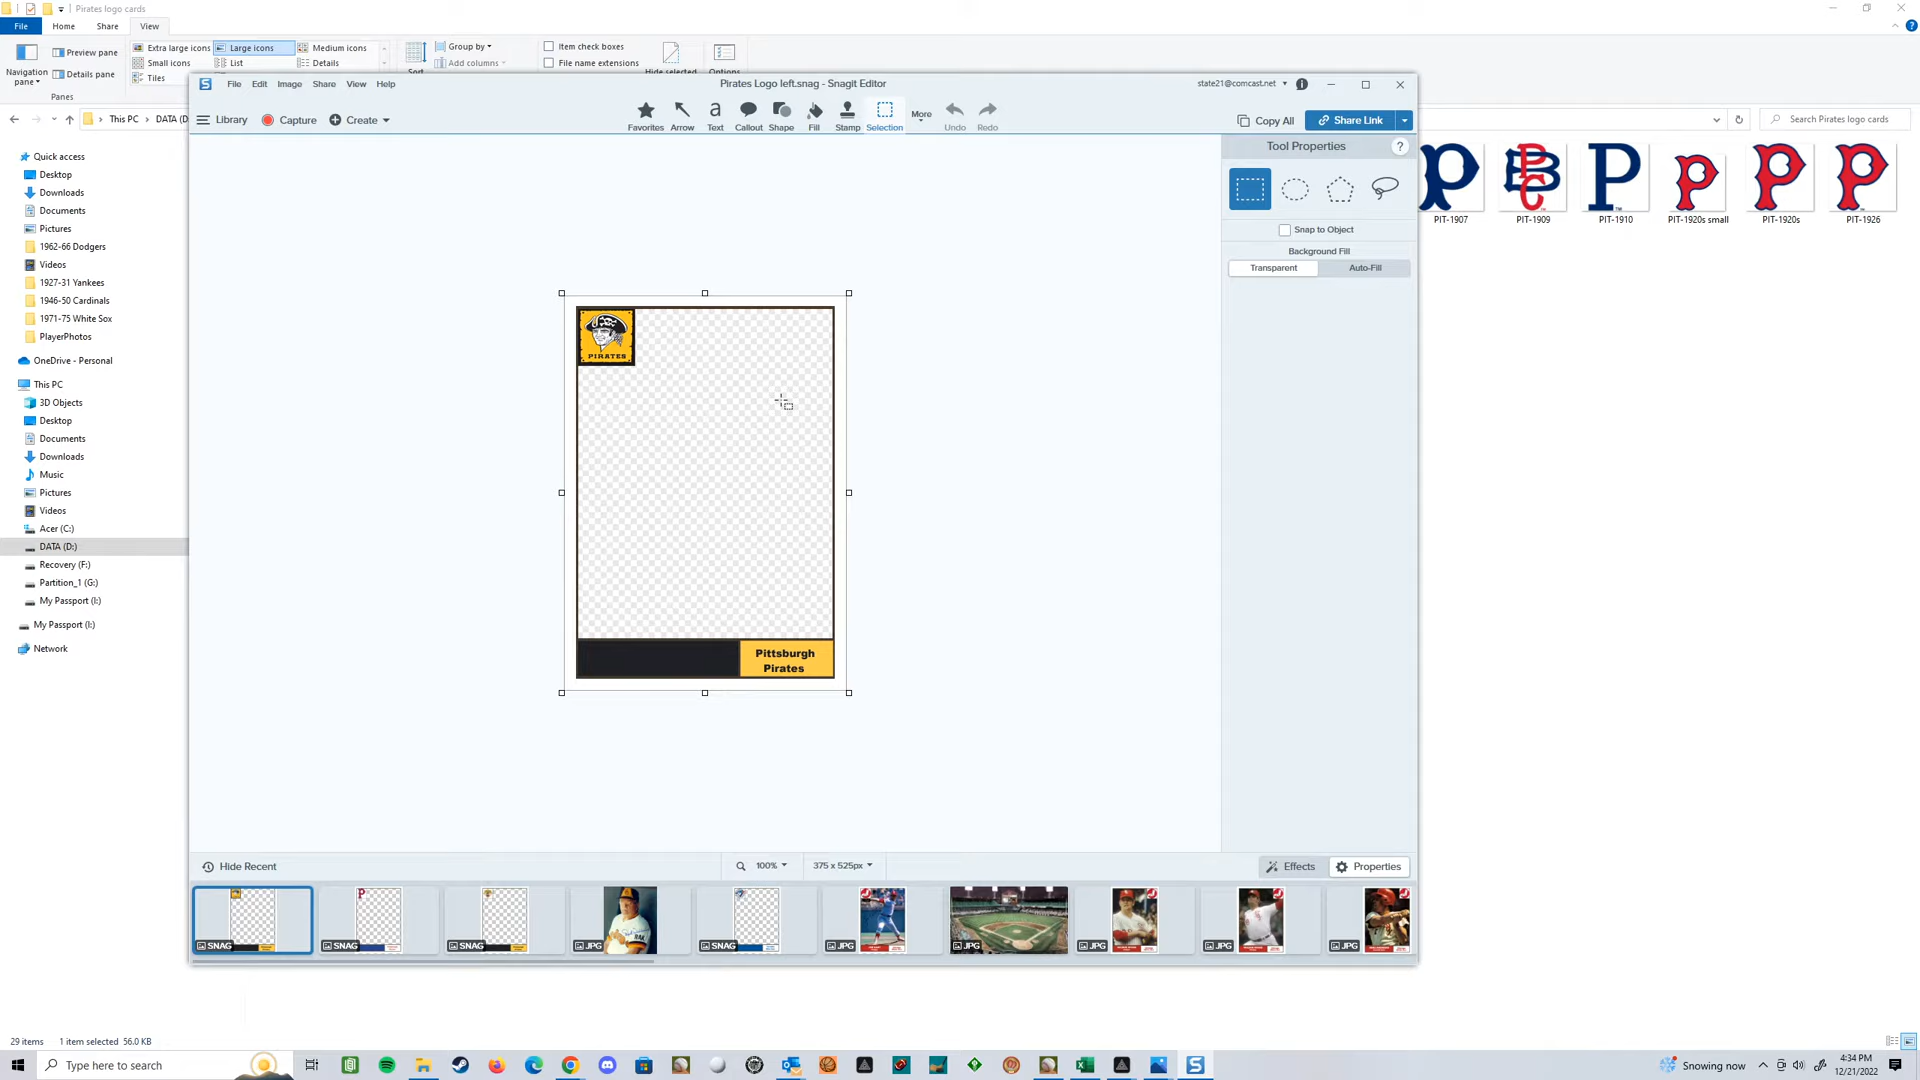 Pirates logo cards
File Home Share View
Navigation pane
Preview pane
Details pane
Panes
Extra large icons Large icons Medium icons
Small icons List Details
Tiles
Sort
Group by
Add columns
Item check boxes
File name extensions
Hide selected
Options
This PC DATA (D:
Search Pirates logo cards
Quick access
Desktop
Downloads
Documents
Pictures
1962-66 Dodgers
Videos
1927-31 Yankees
1946-50 Cardinals
1971-75 White Sox
PlayerPhotos
OneDrive - Personal
This PC
3D Objects
Desktop
Documents
Downloads
Music
Pictures
Videos
Acer (C:)
DATA (D:)
Recovery (F:)
Partition_1 (G:)
My Passport (I:)
My Passport (I:)
Network
Pirates Logo left.snag - Snagit Editor
state21@comcast.net
File Edit Image Share View Help
Library Capture Create
Favorites Arrow Text Callout Shape Fill Stamp Selection More Undo Redo
Copy All Share Link
Tool Properties ?
Snap to Object
Background Fill
Transparent Auto-Fill
PIRATES
Pittsburgh
Pirates
Hide Recent
100% 375 x 525px
Effects Properties
SNAG SNAG SNAG JPG SNAG JPG JPG JPG JPG JPG
PIT-1907 PIT-1909 PIT-1910 PIT-1920s small PIT-1920s PIT-1926
29 items 1 item selected 56.0 KB
Type here to search
Snowing now
4:34 PM
12/21/2022